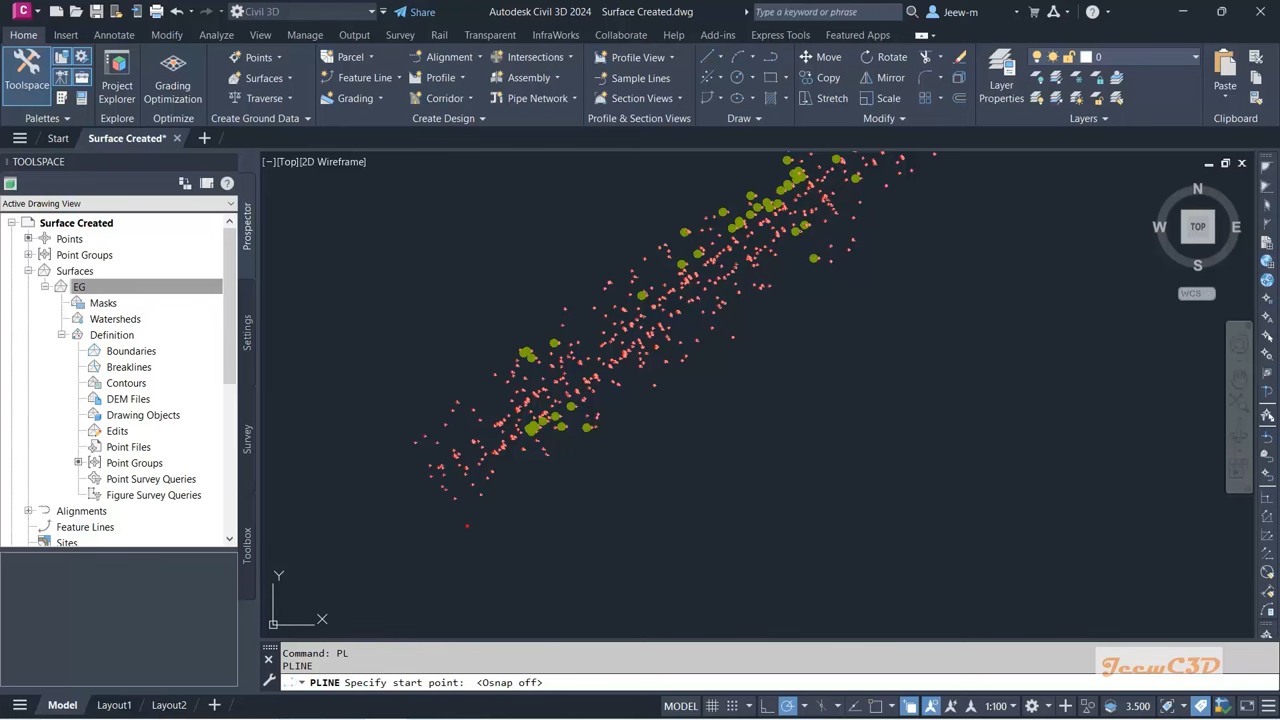 Civil 3D
Share
Autodesk Civil 3D 2024 Surface Created.dwg
Type a keyword or phrase
Jeew-m
Home Insert Annotate Modify Analyze View Manage Output Survey Rail Transparent InfraWorks Collaborate Help Add-ins Express Tools Featured Apps
Toolspace
Palettes
Project Explorer
Explore
Grading Optimization
Optimize
Points
Surfaces
Traverse
Create Ground Data
Parcel
Feature Line
Grading
Alignment
Profile
Corridor
Intersections
Assembly
Pipe Network
Create Design
Profile View
Sample Lines
Section Views
Profile & Section Views
Draw
Move
Copy
Stretch
Rotate
Mirror
Scale
Modify
Layer Properties
0
Layers
Paste
Clipboard
Start
Surface Created*
TOOLSPACE
Active Drawing View
Surface Created
Points
Point Groups
Surfaces
EG
Masks
Watersheds
Definition
Boundaries
Breaklines
Contours
DEM Files
Drawing Objects
Edits
Point Files
Point Groups
Point Survey Queries
Figure Survey Queries
Alignments
Feature Lines
Sites
Prospector
Settings
Survey
Toolbox
[−][Top][2D Wireframe]
N
W
TOP
E
S
WCS
Y
X
Command: PL
PLINE
PLINE Specify start point: <Osnap off>
JeewC3D
Model Layout1 Layout2
MODEL
1:100
3.500